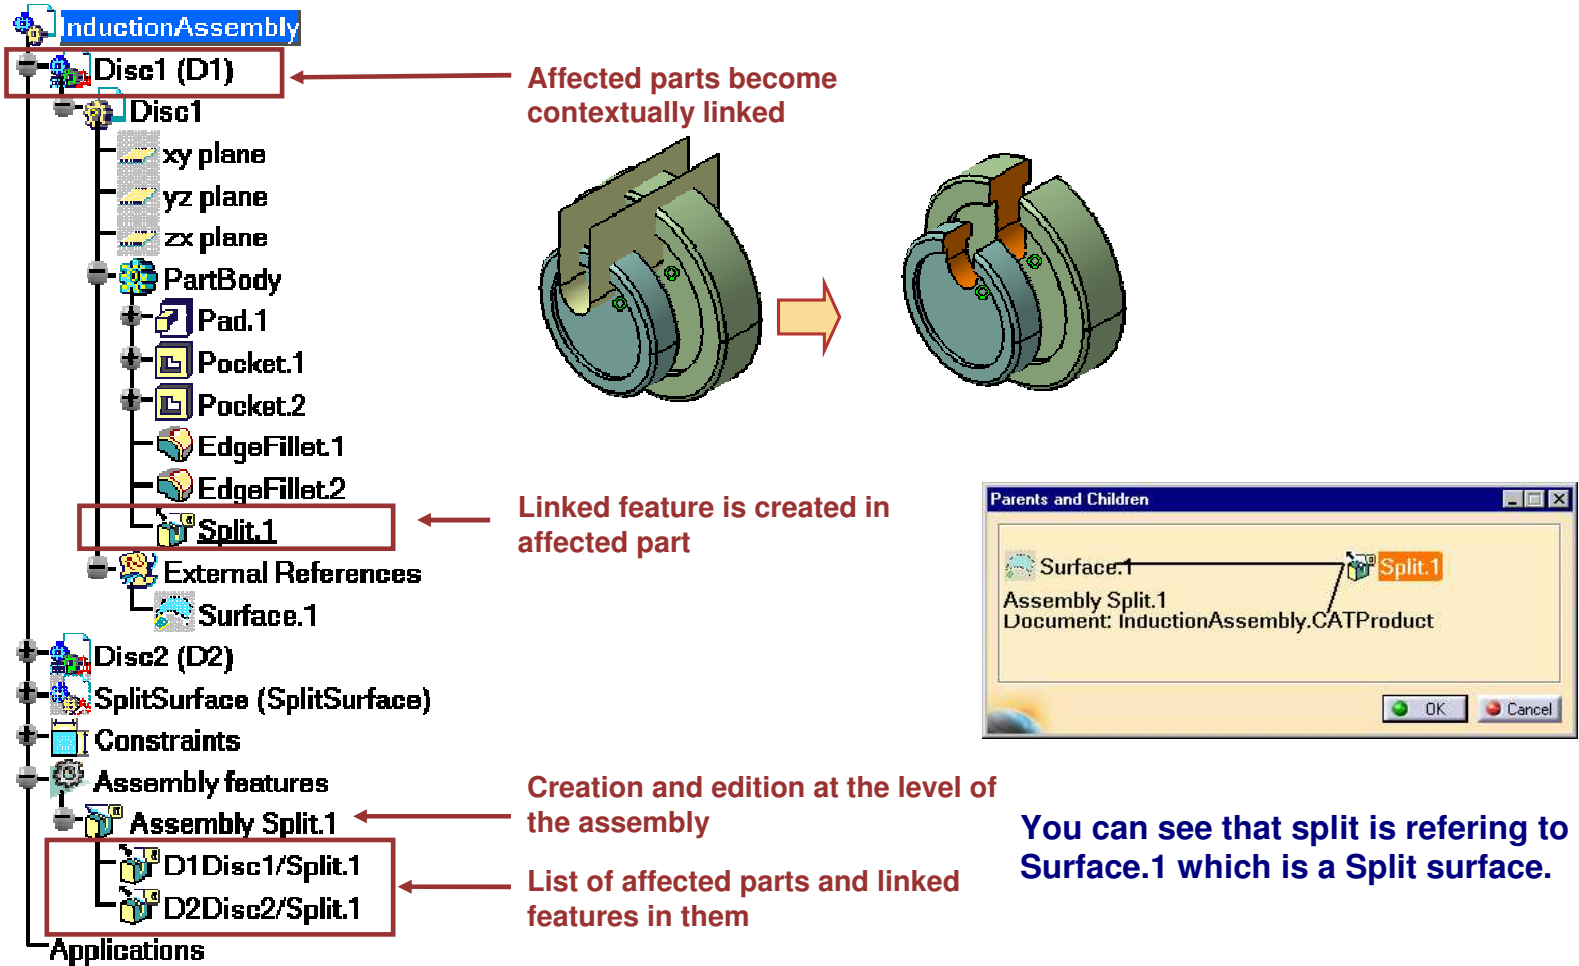 InductionAssembly
Disc1 (D1)
Disc1
xy plane
yz plane
zx plane
PartBody
Pad.1
Pocket.1
Pocket.2
EdgeFillet.1
EdgeFillet.2
Split.1
External References
Surface.1
Disc2 (D2)
SplitSurface (SplitSurface)
Constraints
Assembly features
Assembly Split.1
D1Disc1/Split.1
D2Disc2/Split.1
Applications
Affected parts become
contextually linked
Linked feature is created in
affected part
Creation and edition at the level of
the assembly
List of affected parts and linked
features in them
Parents and Children
Surface.1
Split.1
Assembly Split.1
Document: InductionAssembly.CATProduct
OK
Cancel
You can see that split is refering to
Surface.1 which is a Split surface.